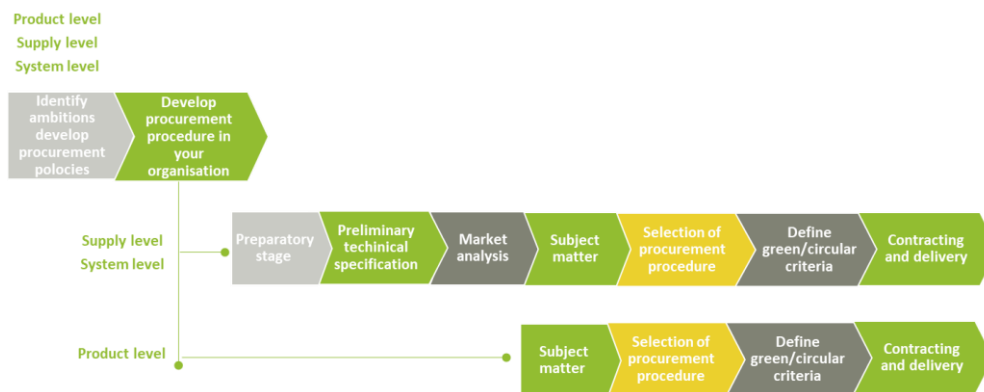 Product level
Supply level
System level
Identify
ambitions
develop
procurement
polocies
Develop
procurement
procedure in
your
organisation
Supply level
System level
Preparatory
stage
Preliminary
techinical
specification
Market
analysis
Subject
matter
Selection of
procurement
procedure
Define
green/circular
criteria
Contracting
and delivery
Product level
Subject
matter
Selection of
procurement
procedure
Define
green/circular
criteria
Contracting
and delivery